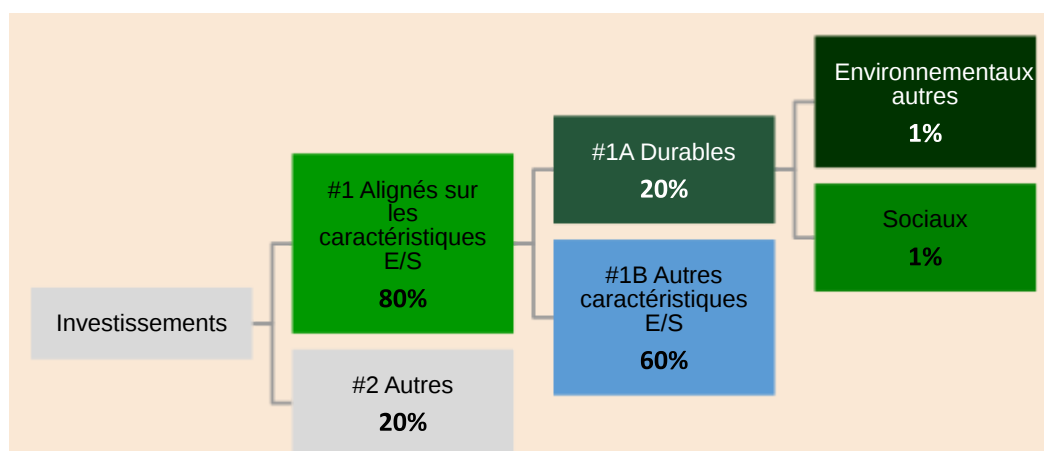 Investissements
#1 Alignés sur
les
caractéristiques
E/S
80%
#2 Autres
20%
#1A Durables
20%
#1B Autres
caractéristiques
E/S
60%
Environnementaux
autres
1%
Sociaux
1%